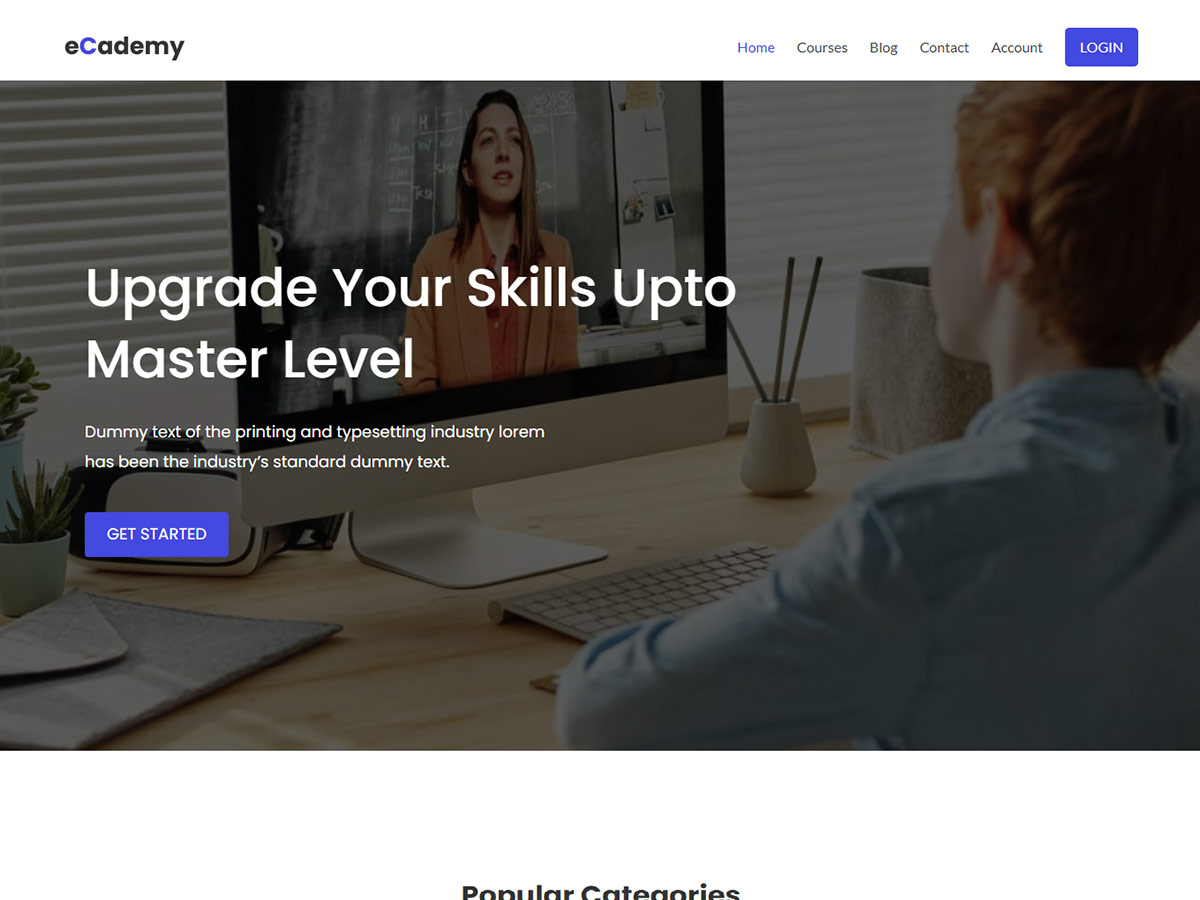 eCademy
Home Courses Blog Contact Account LOGIN
Upgrade Your Skills Upto
Master Level
Dummy text of the printing and typesetting industry lorem
has been the industry’s standard dummy text.
GET STARTED
Popular Categories